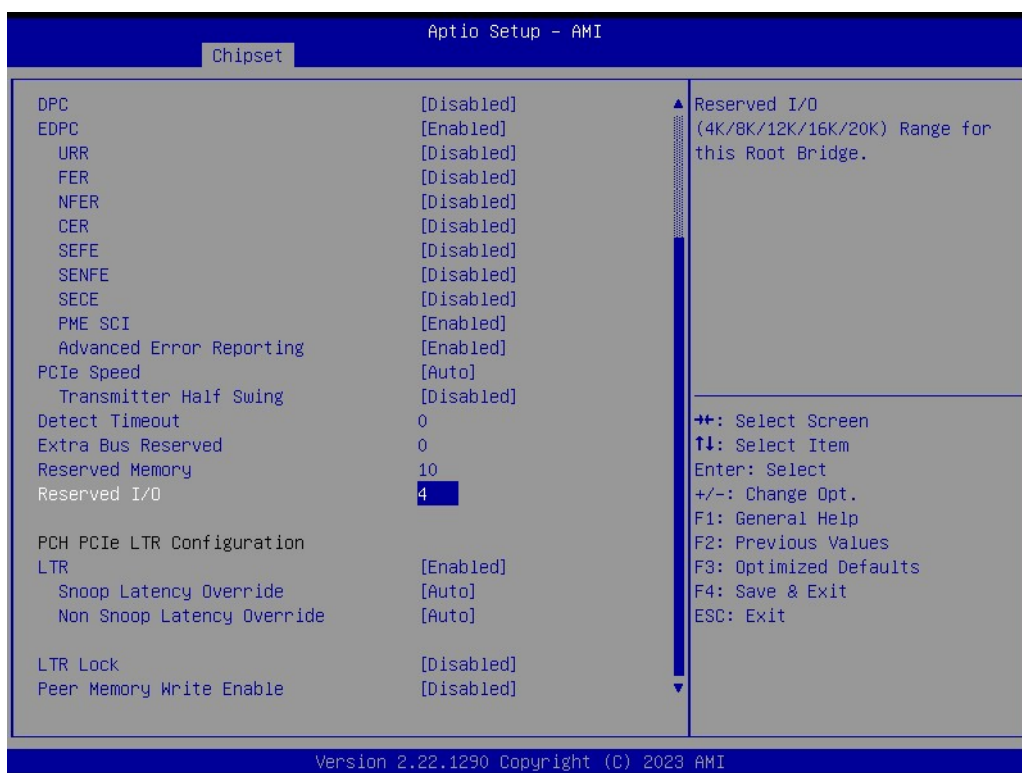 Aptio Setup – AMI
Chipset
DPC [Disabled]
EDPC [Enabled]
URR [Disabled]
FER [Disabled]
NFER [Disabled]
CER [Disabled]
SEFE [Disabled]
SENFE [Disabled]
SECE [Disabled]
PME SCI [Enabled]
Advanced Error Reporting [Enabled]
PCIe Speed [Auto]
Transmitter Half Swing [Disabled]
Detect Timeout 0
Extra Bus Reserved 0
Reserved Memory 10
Reserved I/O 4
PCH PCIe LTR Configuration
LTR [Enabled]
Snoop Latency Override [Auto]
Non Snoop Latency Override [Auto]
LTR Lock [Disabled]
Peer Memory Write Enable [Disabled]
Reserved I/O
(4K/8K/12K/16K/20K) Range for
this Root Bridge.
→←: Select Screen
↑↓: Select Item
Enter: Select
+/-: Change Opt.
F1: General Help
F2: Previous Values
F3: Optimized Defaults
F4: Save & Exit
ESC: Exit
Version 2.22.1290 Copyright (C) 2023 AMI